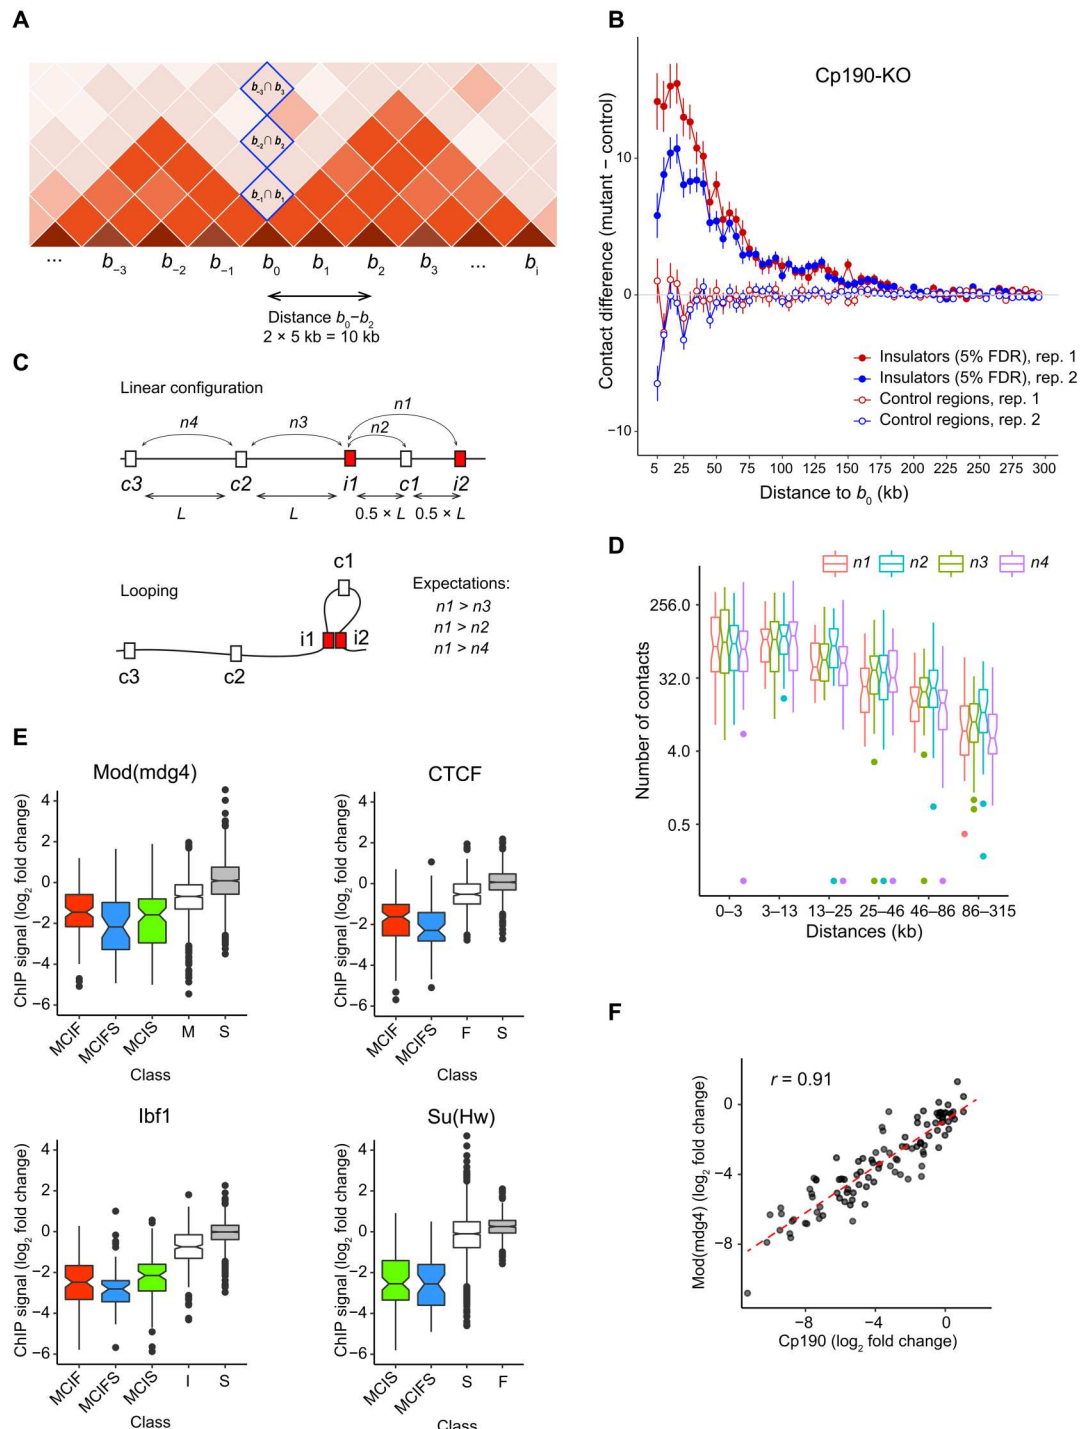 A
b₋₃∩ b₃
b₋₂∩ b₂
b₋₁∩ b₁
... b₋₃ b₋₂ b₋₁ b₀ b₁ b₂ b₃ ... bᵢ
Distance b₀–b₂
2 × 5 kb = 10 kb
B
Cp190-KO
Contact difference (mutant − control)
10
0
−10
Insulators (5% FDR), rep. 1
Insulators (5% FDR), rep. 2
Control regions, rep. 1
Control regions, rep. 2
5 25 50 75 100 125 150 175 200 225 250 275 300
Distance to b₀ (kb)
C
Linear configuration
n1
n4 n3 n2
c3 c2 i1 c1 i2
L L 0.5 × L 0.5 × L
Looping
c1
i1 i2
c3 c2
Expectations:
n1 > n3
n1 > n2
n1 > n4
D
n1 n2 n3 n4
Number of contacts
256.0
32.0
4.0
0.5
0–3 3–13 13–25 25–46 46–86 86–315
Distances (kb)
E
Mod(mdg4)
ChIP signal (log₂ fold change)
4
2
0
−2
−4
−6
MCIF MCIFS MCIS M S
Class
CTCF
ChIP signal (log₂ fold change)
4
2
0
−2
−4
−6
MCIF MCIFS F S
Class
Ibf1
ChIP signal (log₂ fold change)
4
2
0
−2
−4
−6
MCIF MCIFS MCIS I S
Class
Su(Hw)
ChIP signal (log₂ fold change)
4
2
0
−2
−4
−6
MCIS MCIFS S F
Class
F
r = 0.91
Mod(mdg4) (log₂ fold change)
0
−4
−8
−8 −4 0
Cp190 (log₂ fold change)